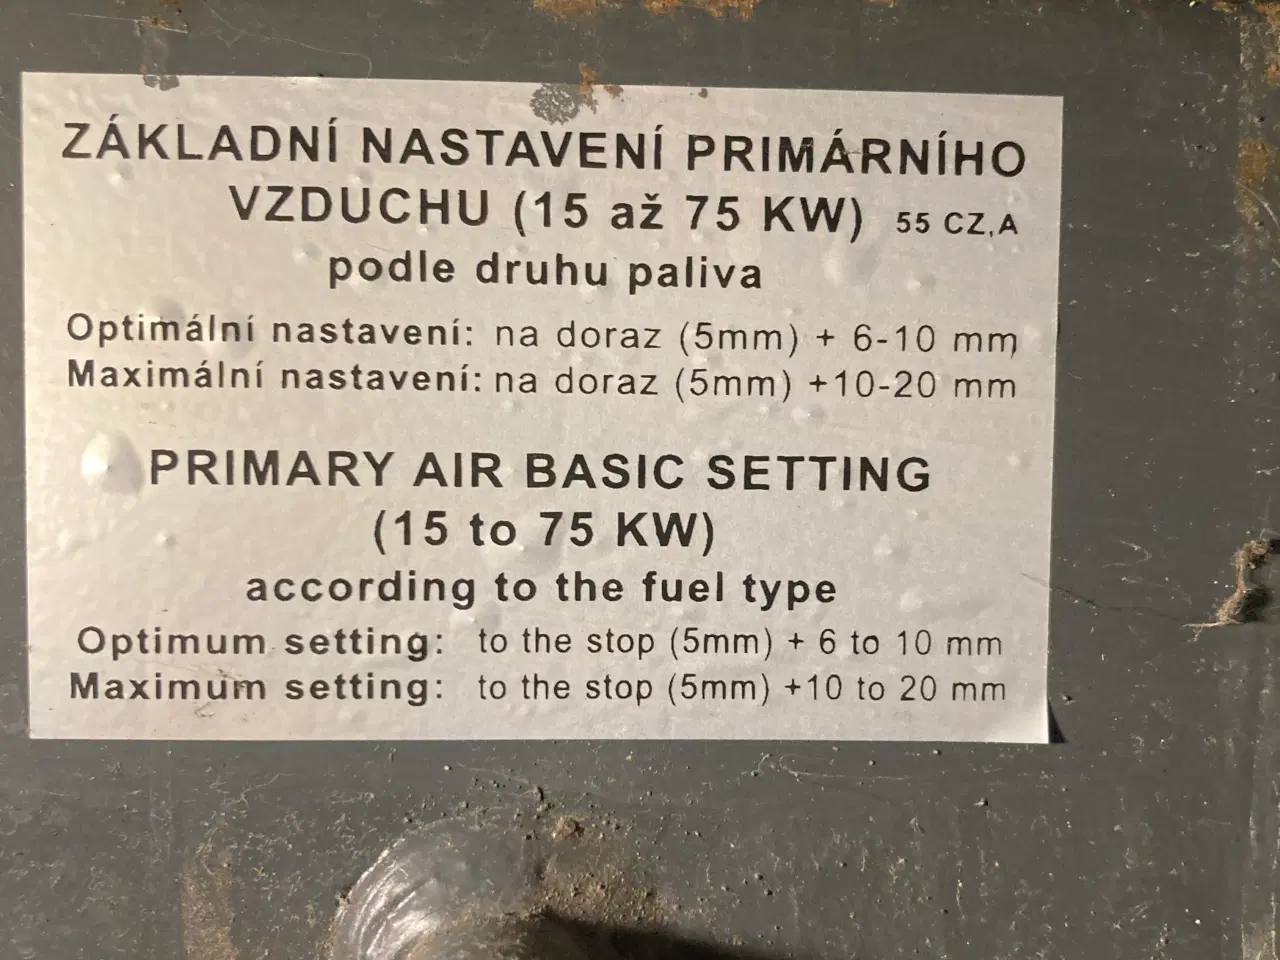 ZÁKLADNÍ NASTAVENÍ PRIMÁRNÍHO
VZDUCHU (15 až 75 KW) 55 CZ,A
podle druhu paliva
Optimální nastavení: na doraz (5mm) + 6-10 mm
Maximální nastavení: na doraz (5mm) +10-20 mm
PRIMARY AIR BASIC SETTING
(15 to 75 KW)
according to the fuel type
Optimum setting: to the stop (5mm) + 6 to 10 mm
Maximum setting: to the stop (5mm) +10 to 20 mm